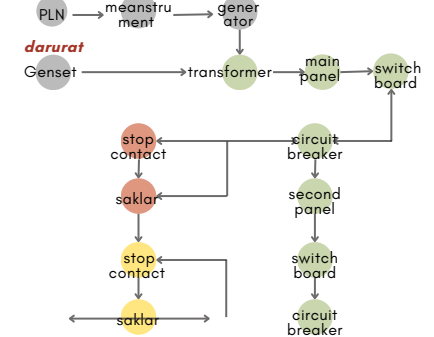 PLN
meanstru
ment
gener
ator
darurat
Genset
transformer
main
panel
switch
board
stop
contact
circuit
breaker
saklar
second
panel
stop
contact
switch
board
saklar
circuit
breaker